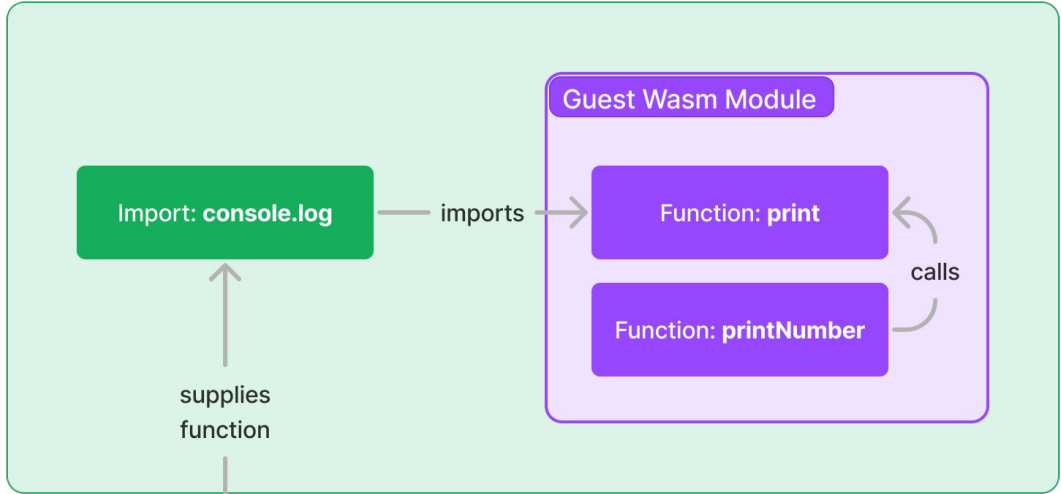 Guest Wasm Module
Import: console.log
imports
Function: print
calls
Function: printNumber
supplies
function